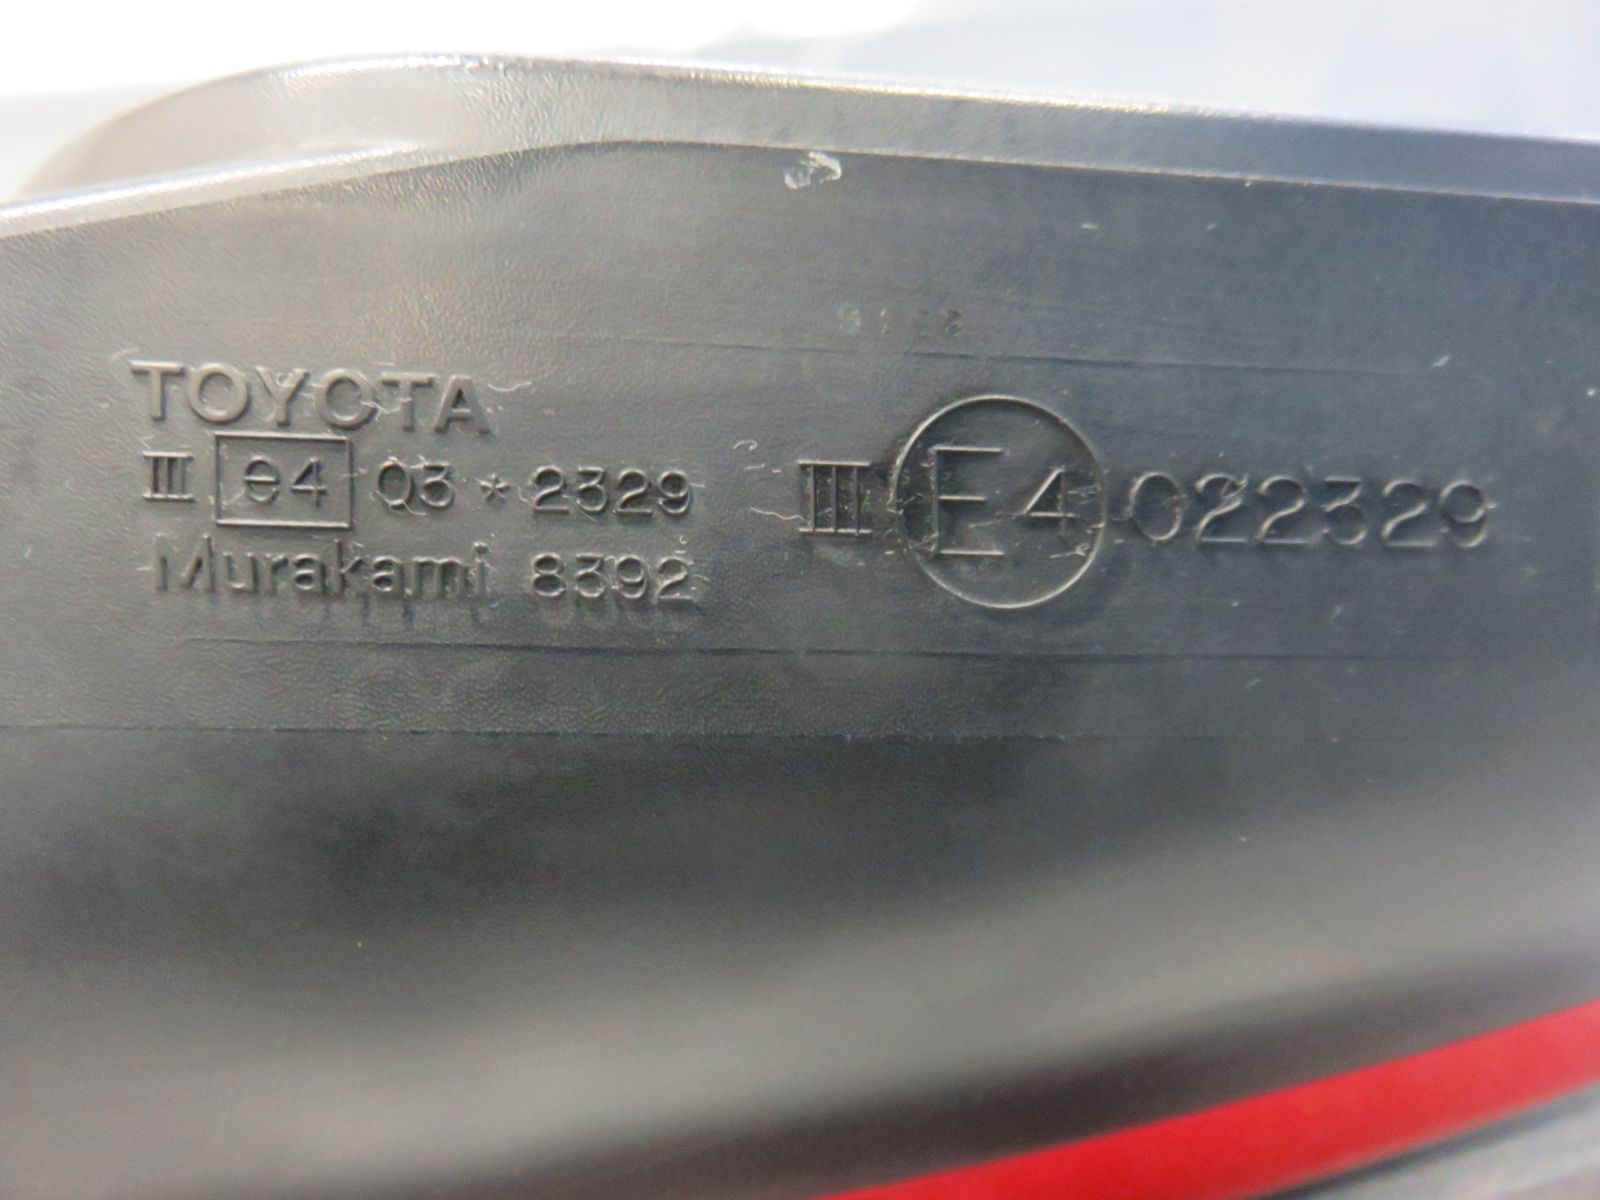 TOYOTA
III e4 03 * 2329
Murakami 8392
III E4 022329